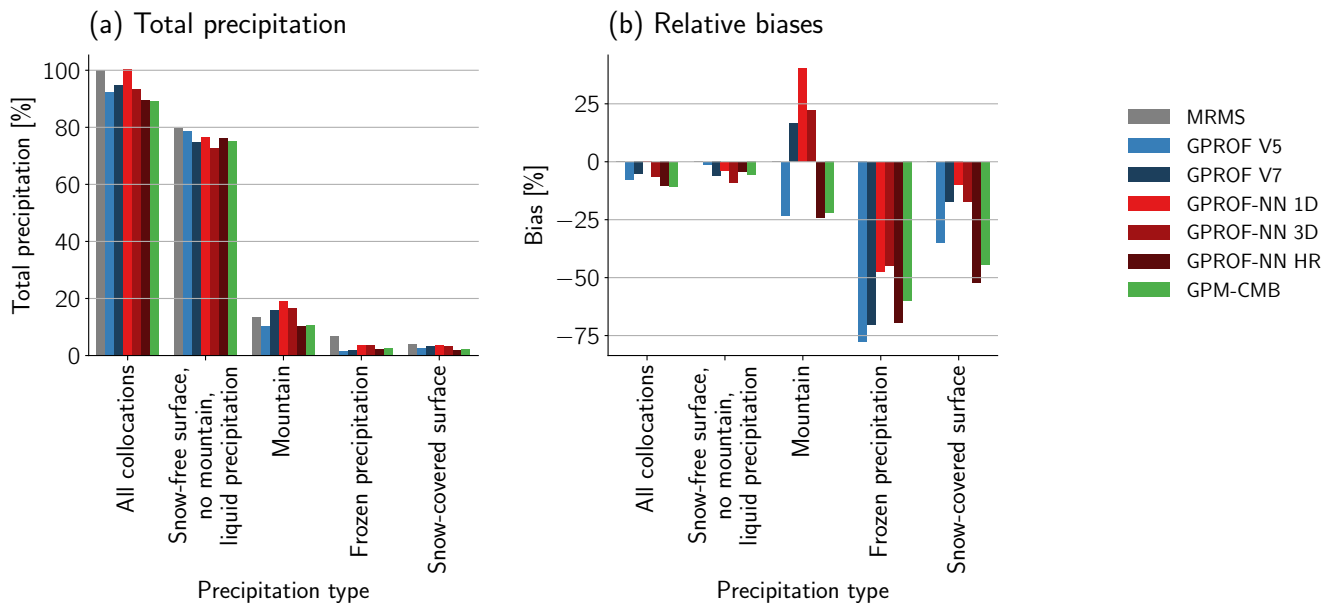 (a) Total precipitation
Total precipitation [%]
100
80
60
40
20
0
All collocations
Snow-free surface,
no mountain,
liquid precipitation
Mountain
Frozen precipitation
Snow-covered surface
Precipitation type
(b) Relative biases
Bias [%]
25
0
−25
−50
−75
All collocations
Snow-free surface,
no mountain,
liquid precipitation
Mountain
Frozen precipitation
Snow-covered surface
Precipitation type
MRMS
GPROF V5
GPROF V7
GPROF-NN 1D
GPROF-NN 3D
GPROF-NN HR
GPM-CMB